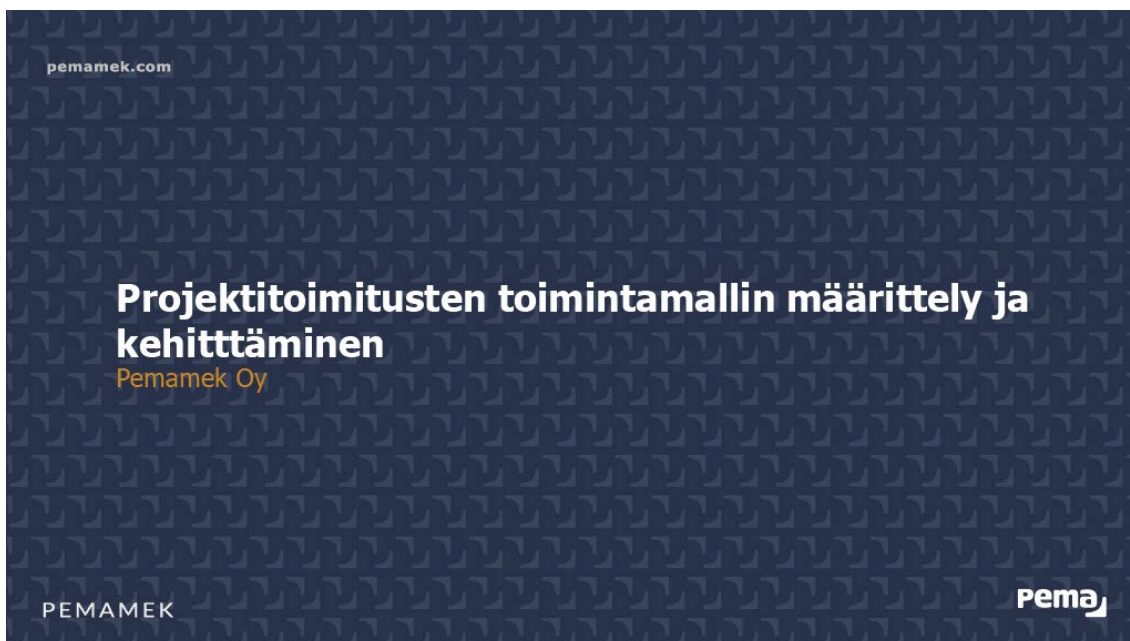 pemamek.com
Projektitoimitusten toimintamallin määrittely ja
kehitttäminen
Pemamek Oy
PEMAMEK
Pema